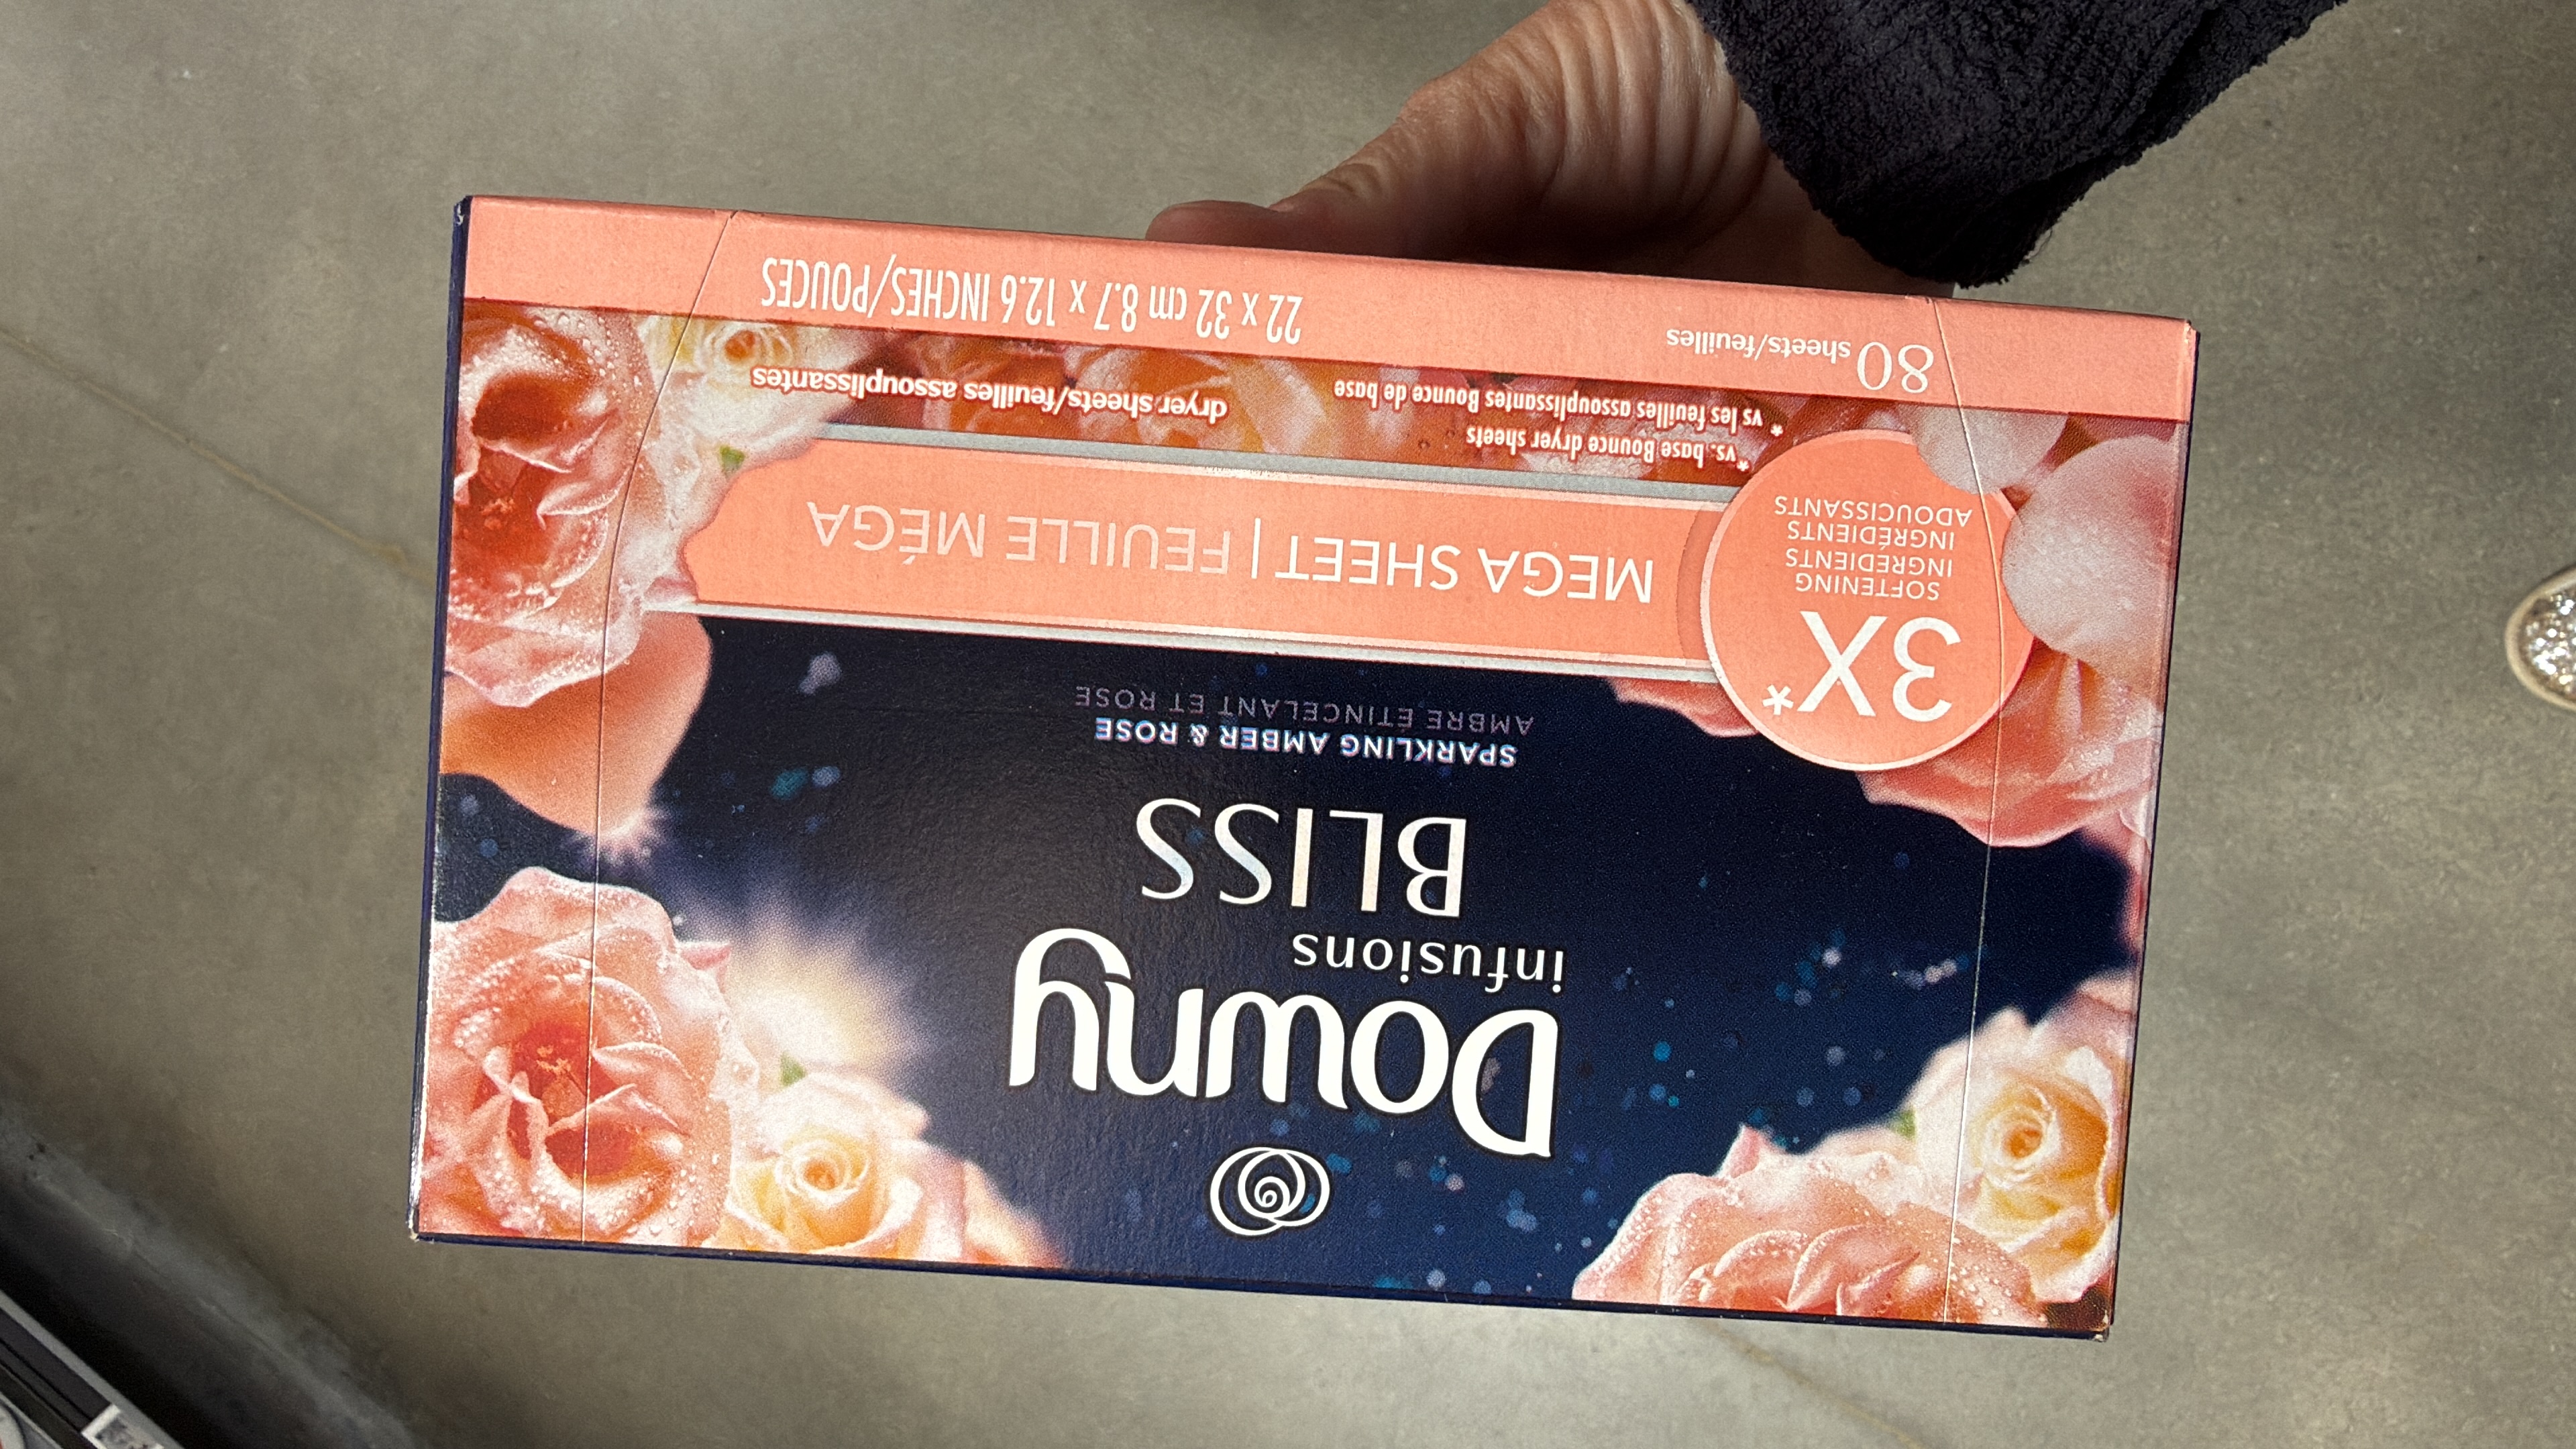 Downy
infusions
BLISS
SPARKLING AMBER & ROSE
AMBRE ÉTINCELANT ET ROSE
3X*
SOFTENING
INGREDIENTS
INGRÉDIENTS
ADOUCISSANTS
MEGA SHEET | FEUILLE MÉGA
*vs. base Bounce dryer sheets
* vs les feuilles assouplissantes Bounce de base
dryer sheets/feuilles assouplissantes
80 sheets/feuilles
22 x 32 cm 8.7 x 12.6 INCHES/POUCES